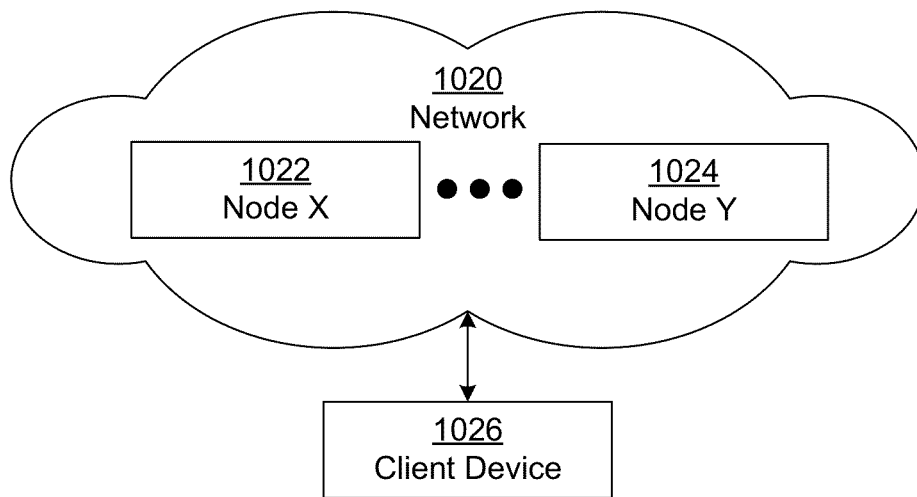 1020
Network
1022
Node X
1024
Node Y
1026
Client Device